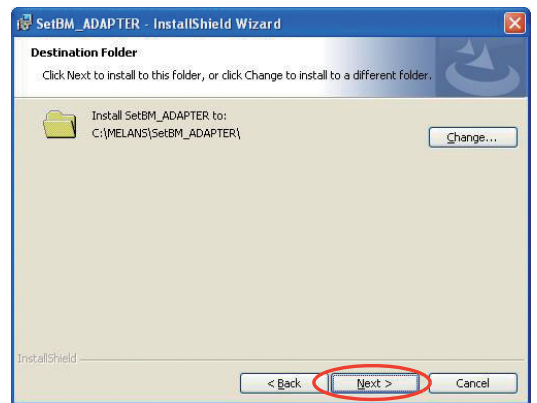 SetBM_ADAPTER - InstallShield Wizard
Destination Folder
Click Next to install to this folder, or click Change to install to a different folder.
Install SetBM_ADAPTER to:
C:\MELANS\SetBM_ADAPTER\
Change...
InstallShield
< Back
Next >
Cancel